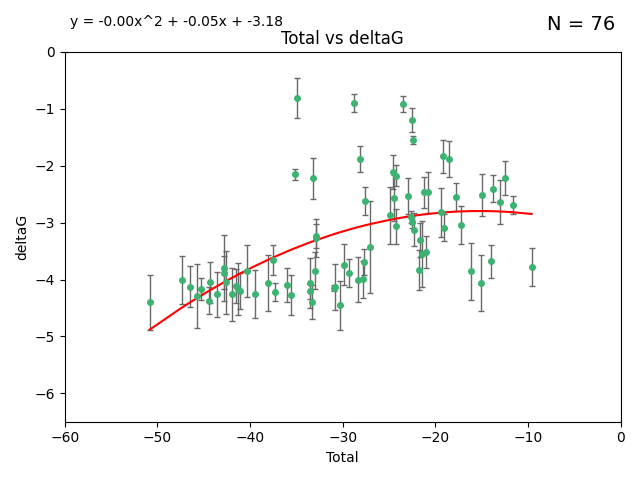 y = -0.00x^2 + -0.05x + -3.18
N = 76
Total vs deltaG
deltaG
0
−1
−2
−3
−4
−5
−6
−60
−50
−40
−30
−20
−10
0
Total